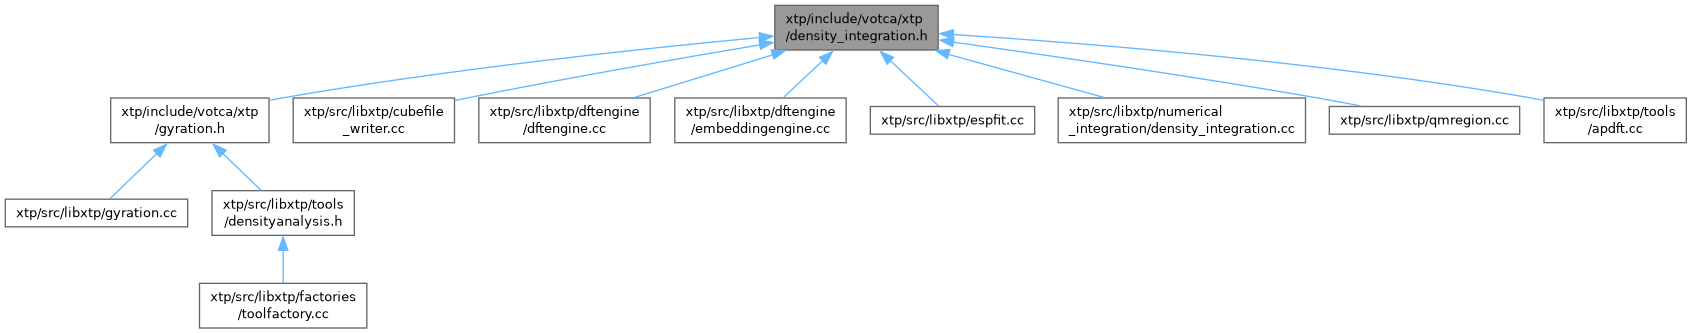 xtp/include/votca/xtp
/density_integration.h
xtp/include/votca/xtp
/gyration.h
xtp/src/libxtp/cubefile
_writer.cc
xtp/src/libxtp/dftengine
/dftengine.cc
xtp/src/libxtp/dftengine
/embeddingengine.cc
xtp/src/libxtp/espfit.cc
xtp/src/libxtp/numerical
_integration/density_integration.cc
xtp/src/libxtp/qmregion.cc
xtp/src/libxtp/tools
/apdft.cc
xtp/src/libxtp/gyration.cc
xtp/src/libxtp/tools
/densityanalysis.h
xtp/src/libxtp/factories
/toolfactory.cc